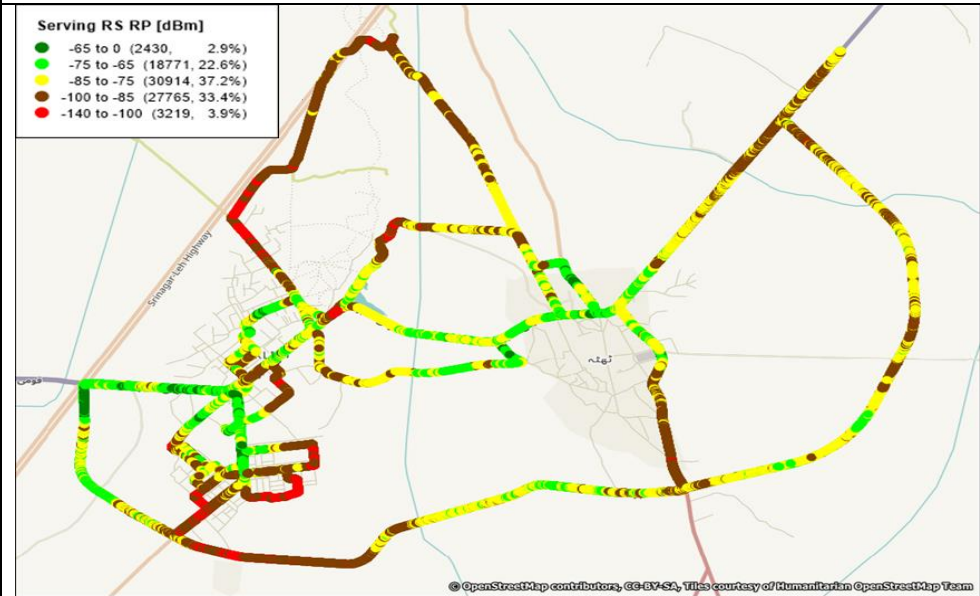 Serving RS RP [dBm]
-65 to 0 (2430, 2.9%)
-75 to -65 (18771, 22.6%)
-85 to -75 (30914, 37.2%)
-100 to -85 (27765, 33.4%)
-140 to -100 (3219, 3.9%)
Srinagar-Leh Highway
ٹھٹہ
قومی
© OpenStreetMap contributors, CC-BY-SA, Tiles courtesy of Humanitarian OpenStreetMap Team